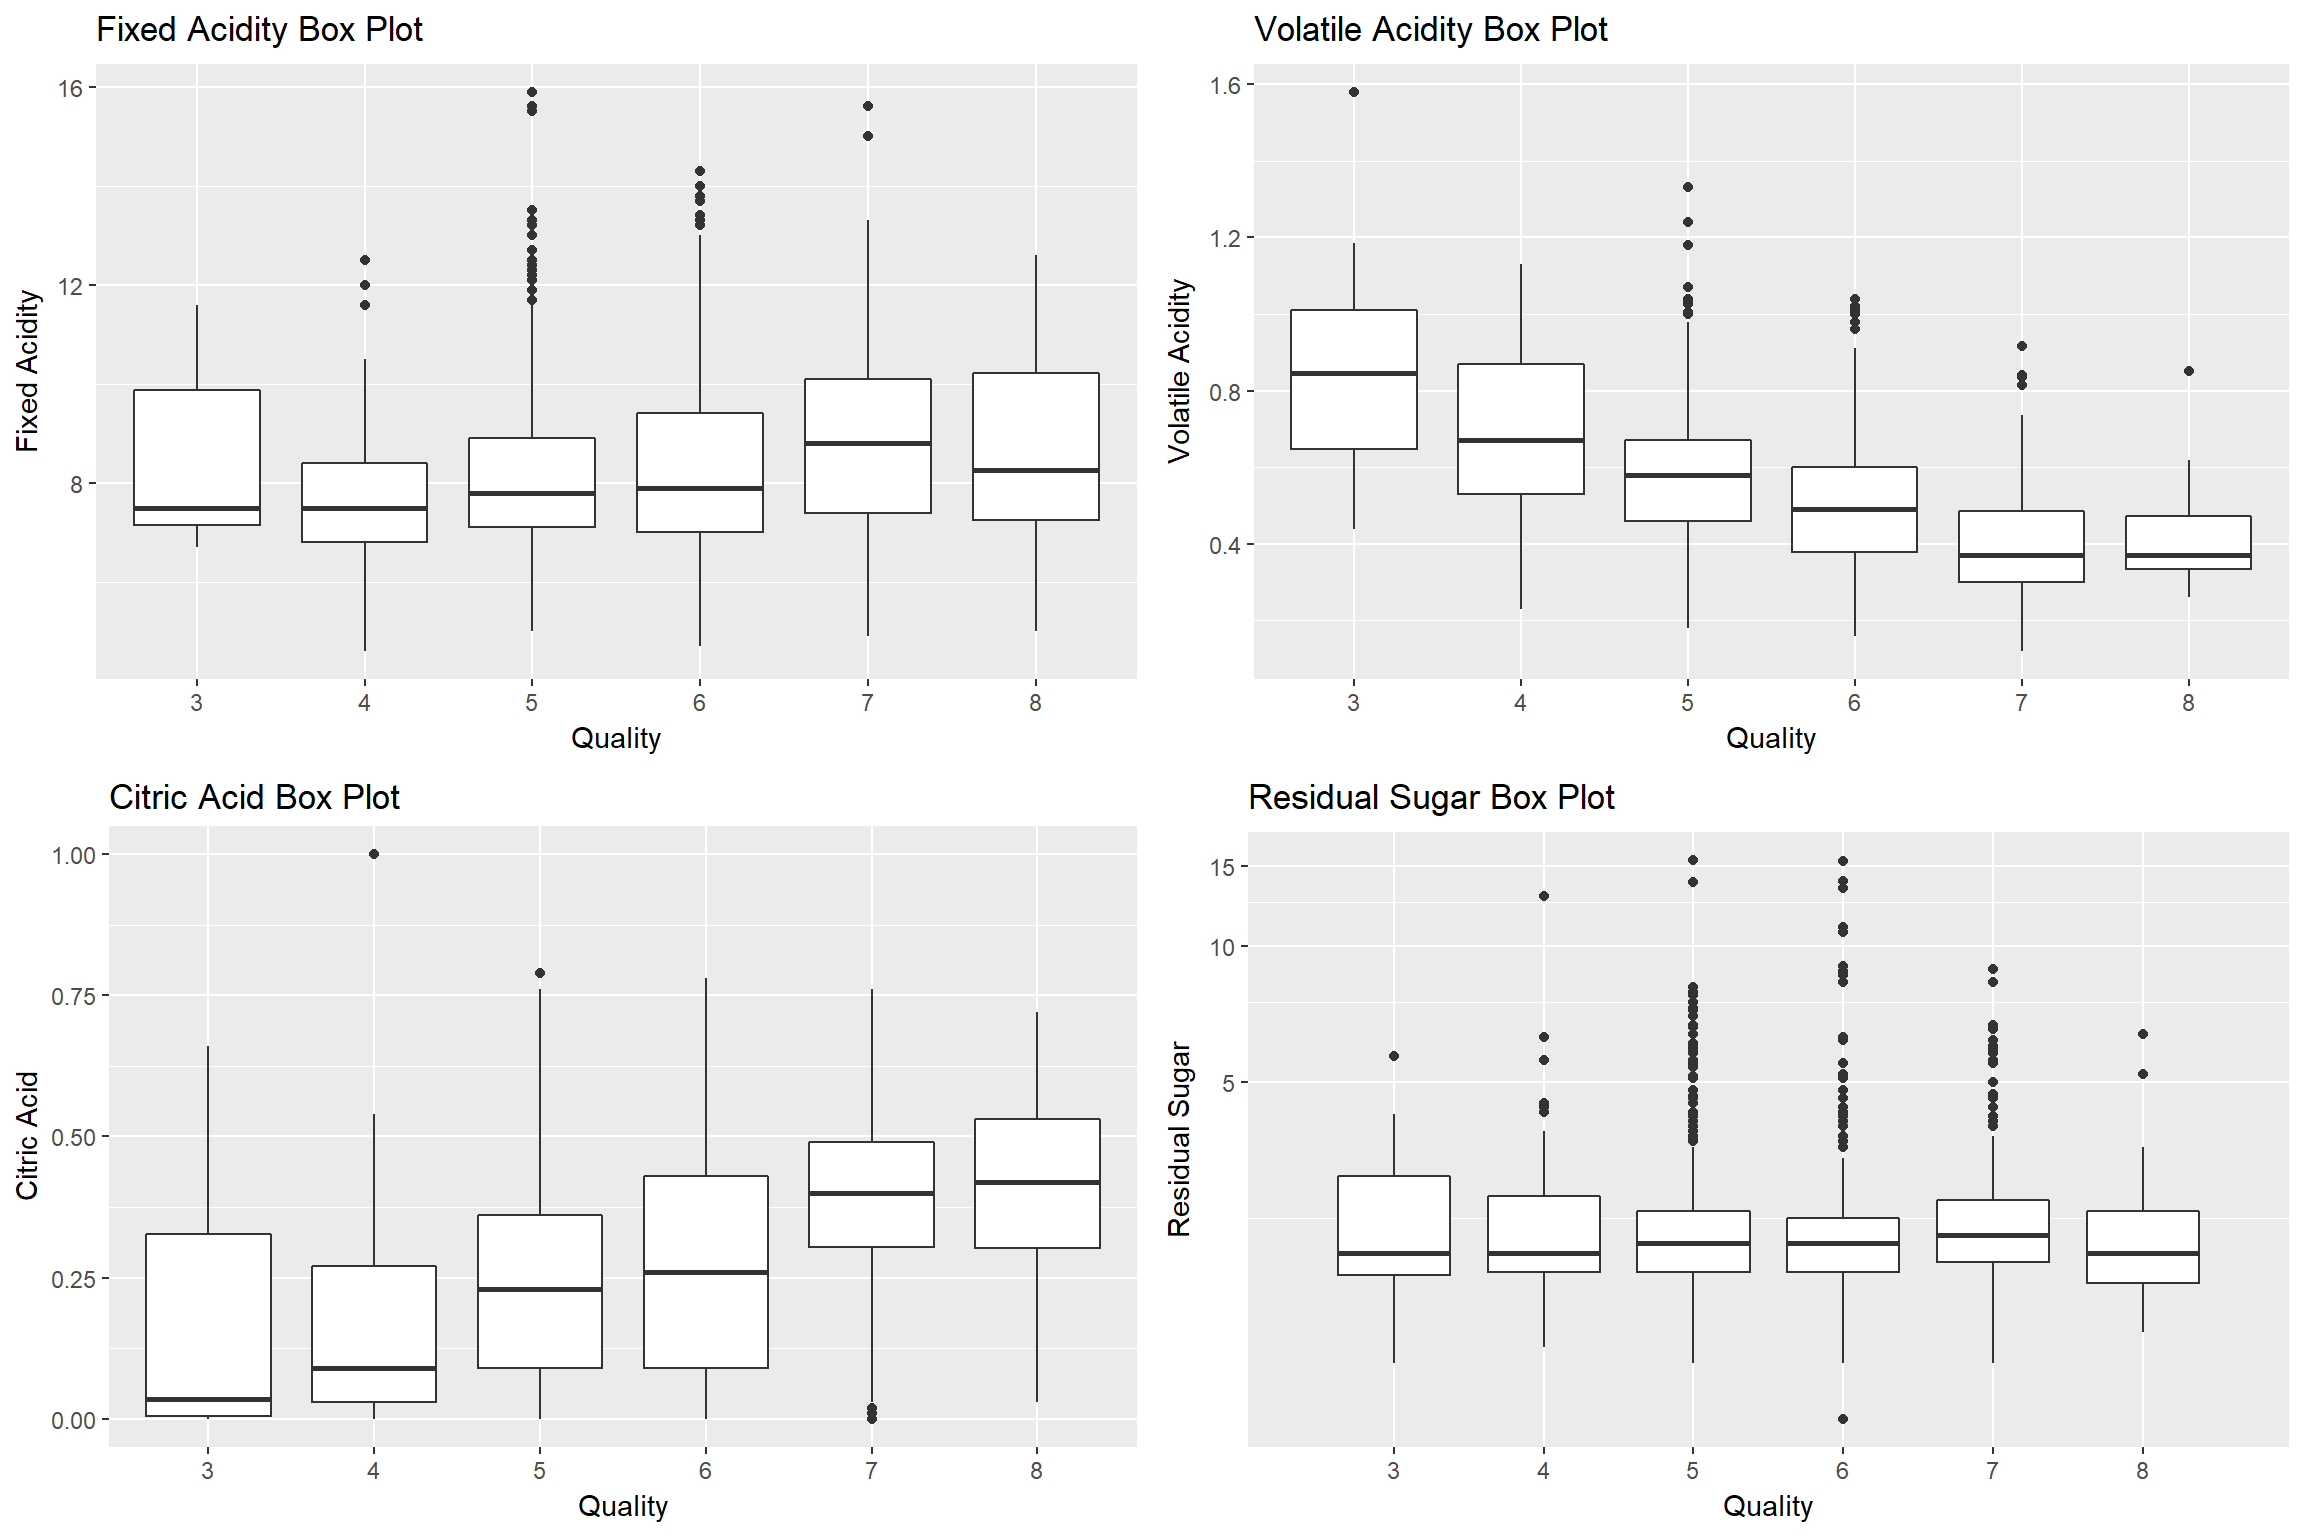 Fixed Acidity Box Plot
Fixed Acidity
16
12
8
3 4 5 6 7 8
Quality
Volatile Acidity Box Plot
Volatile Acidity
1.6
1.2
0.8
0.4
3 4 5 6 7 8
Quality
Citric Acid Box Plot
Citric Acid
1.00
0.75
0.50
0.25
0.00
3 4 5 6 7 8
Quality
Residual Sugar Box Plot
Residual Sugar
15
10
5
3 4 5 6 7 8
Quality